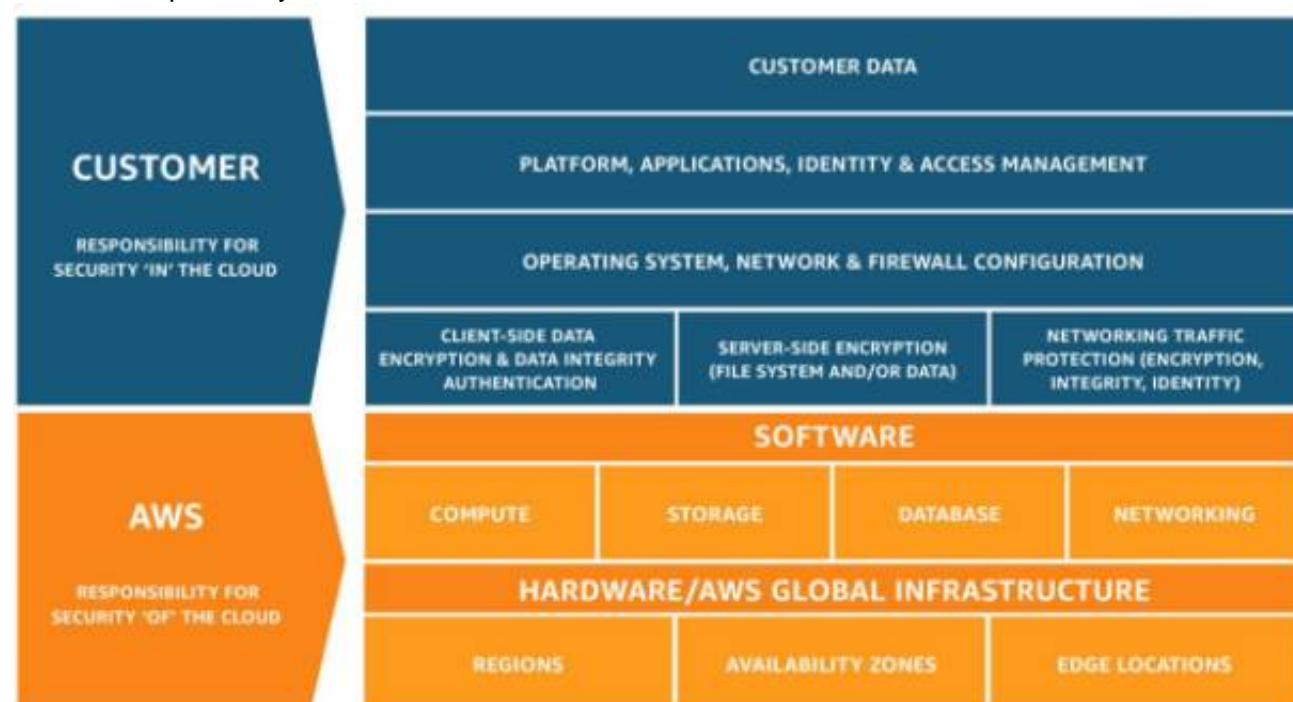 CUSTOMER DATA
CUSTOMER
PLATFORM, APPLICATIONS, IDENTITY & ACCESS MANAGEMENT
RESPONSIBILITY FOR
SECURITY ‘IN’ THE CLOUD
OPERATING SYSTEM, NETWORK & FIREWALL CONFIGURATION
CLIENT-SIDE DATA
ENCRYPTION & DATA INTEGRITY
AUTHENTICATION
SERVER-SIDE ENCRYPTION
(FILE SYSTEM AND/OR DATA)
NETWORKING TRAFFIC
PROTECTION (ENCRYPTION,
INTEGRITY, IDENTITY)
AWS
RESPONSIBILITY FOR
SECURITY ‘OF’ THE CLOUD
SOFTWARE
COMPUTE
STORAGE
DATABASE
NETWORKING
HARDWARE/AWS GLOBAL INFRASTRUCTURE
REGIONS
AVAILABILITY ZONES
EDGE LOCATIONS